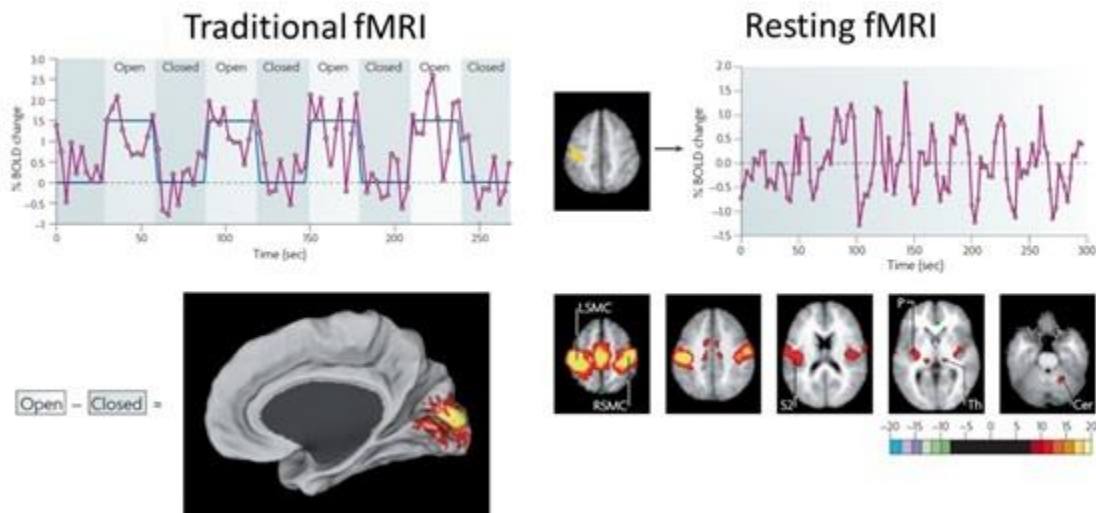 Traditional fMRI
Resting fMRI
Open Closed Open Closed Open Closed Open Closed
% BOLD change
3.0
2.5
2.0
1.5
1.0
0.5
0
−0.5
−1
0 50 100 150 200 250
Time (sec)
% BOLD change
2.0
1.5
1.0
0.5
0.0
−0.5
−1.0
−1.5
0 50 100 150 200 250 300
Time (sec)
Open − Closed =
LSMC
RSMC
S2
P
Th
Cer
−20 −15 −10 −5 0 5 10 15 20